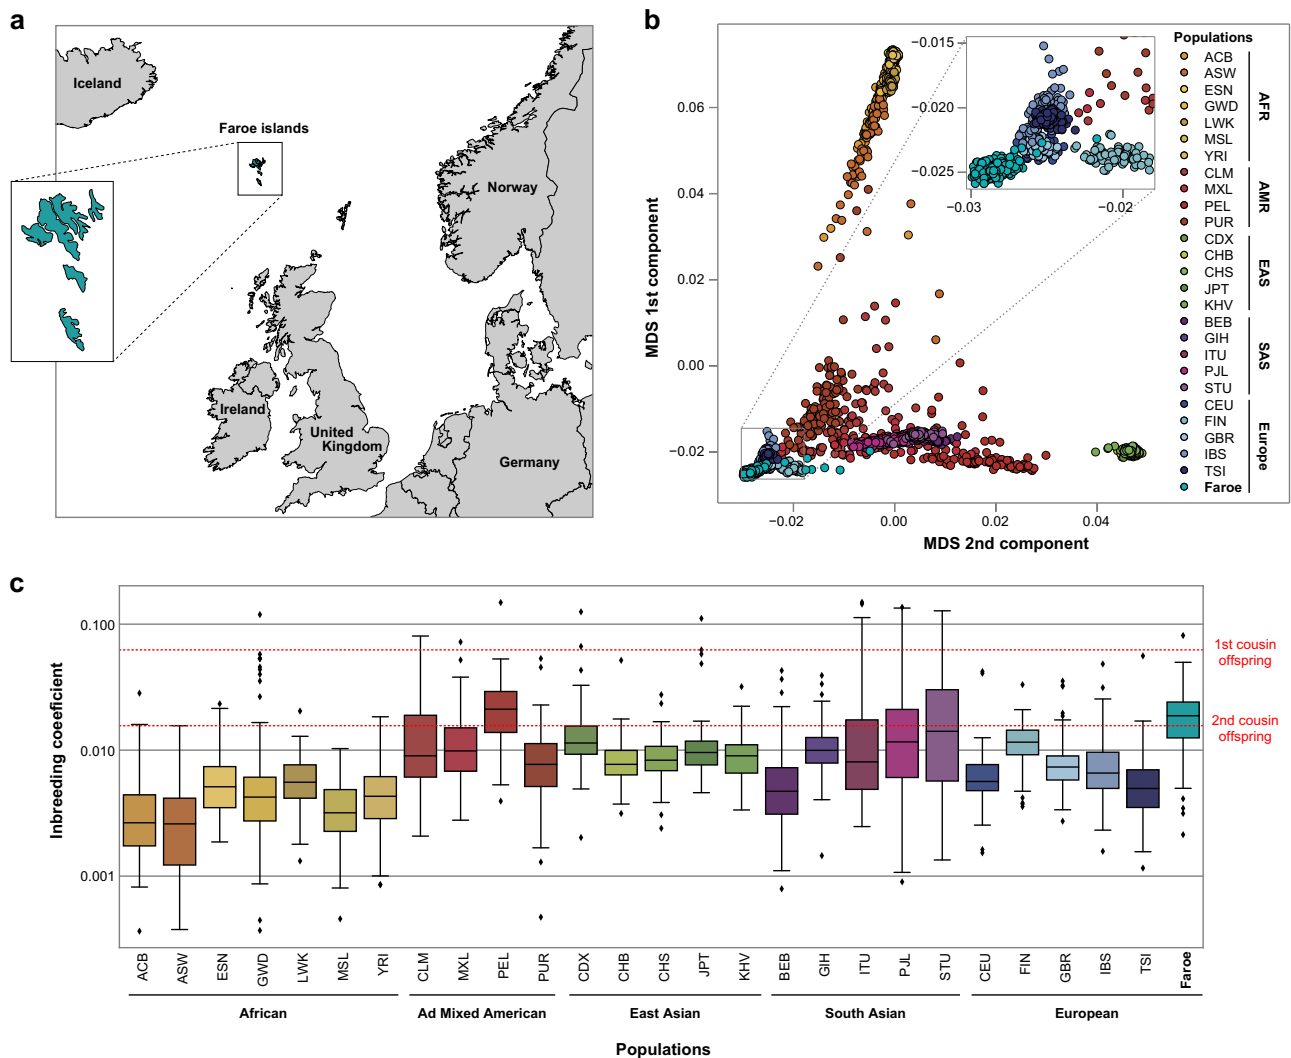 a
Iceland
Faroe islands
Norway
Ireland
United
Kingdom
Germany
b
MDS 1st component
0.06
0.04
0.02
0.00
−0.02
−0.02
0.00
0.02
0.04
MDS 2nd component
−0.015
−0.020
−0.025
−0.03
−0.02
Populations
ACB
ASW
ESN
GWD
LWK
MSL
YRI
AFR
CLM
MXL
PEL
PUR
AMR
CDX
CHB
CHS
JPT
KHV
EAS
BEB
GIH
ITU
PJL
STU
SAS
CEU
FIN
GBR
IBS
TSI
Faroe
Europe
c
Inbreeding coeeficient
0.100
0.010
0.001
1st cousin
offspring
2nd cousin
offspring
ACB
ASW
ESN
GWD
LWK
MSL
YRI
CLM
MXL
PEL
PUR
CDX
CHB
CHS
JPT
KHV
BEB
GIH
ITU
PJL
STU
CEU
FIN
GBR
IBS
TSI
Faroe
African
Ad Mixed American
East Asian
South Asian
European
Populations